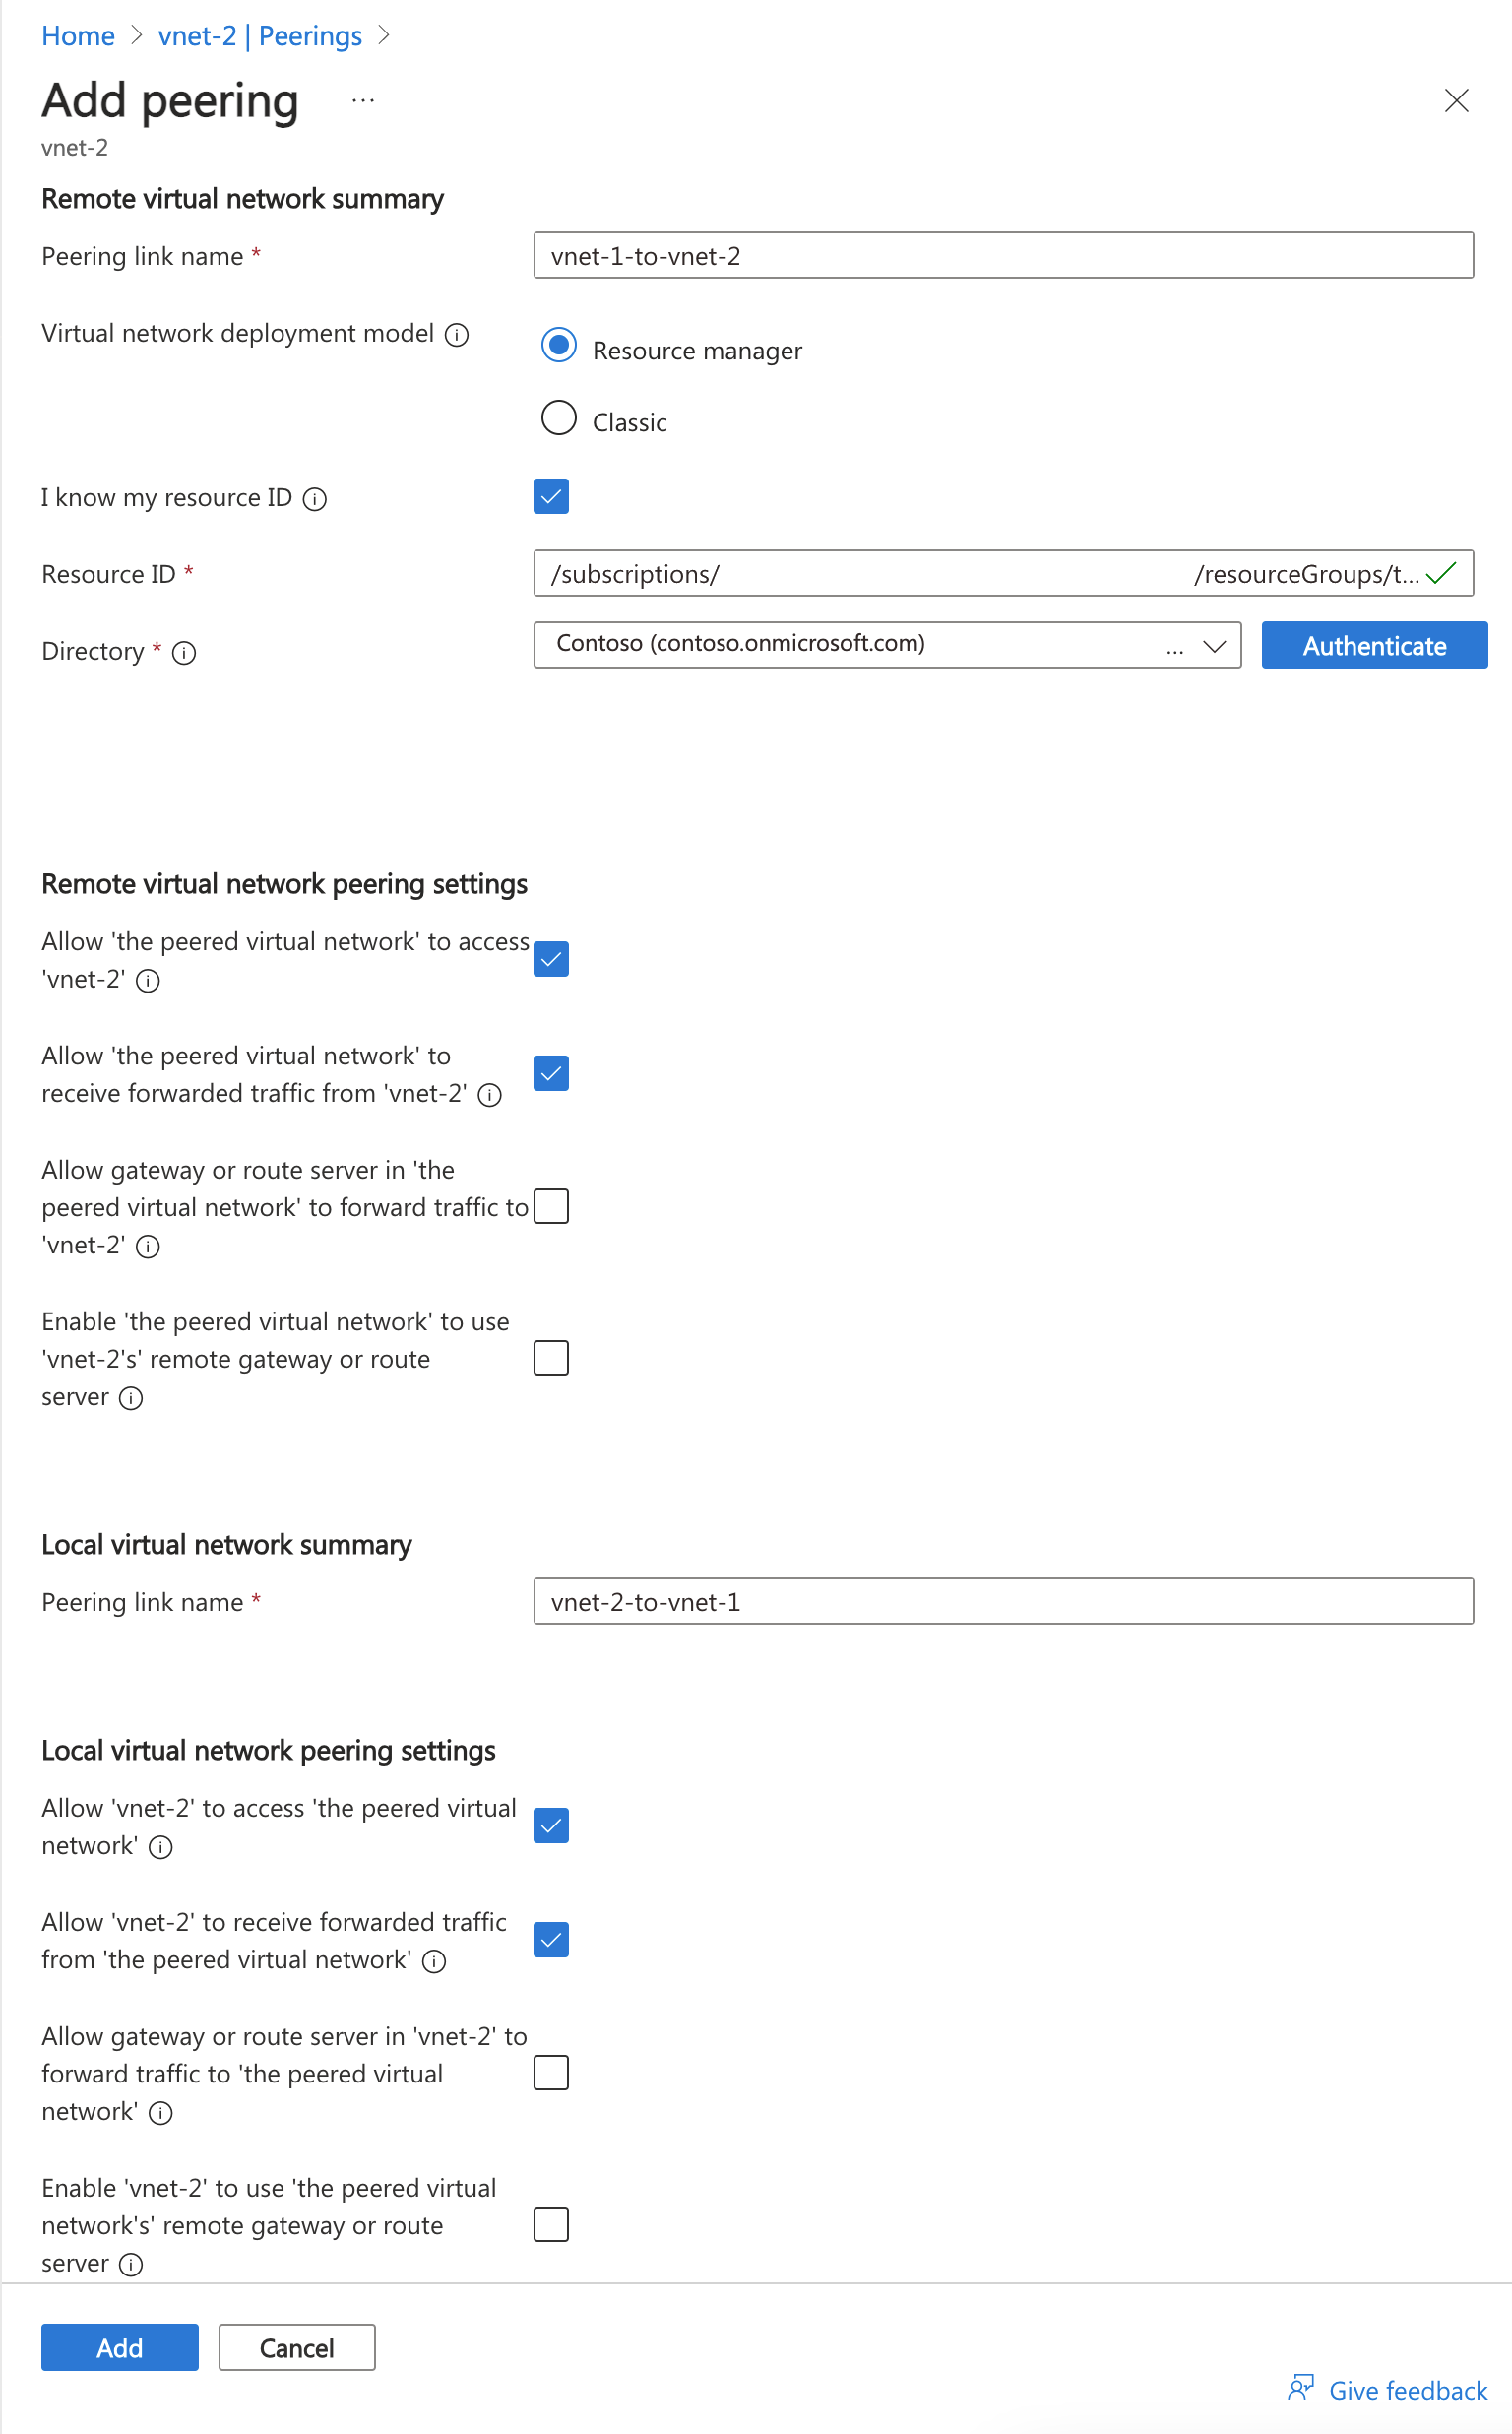 Home > vnet-2 | Peerings >
Add peering ...
vnet-2
Remote virtual network summary
Peering link name * vnet-1-to-vnet-2
Virtual network deployment model Resource manager
Classic
I know my resource ID
Resource ID * /subscriptions/ /resourceGroups/t...
Directory * Contoso (contoso.onmicrosoft.com) ... Authenticate
Remote virtual network peering settings
Allow 'the peered virtual network' to access
'vnet-2'
Allow 'the peered virtual network' to
receive forwarded traffic from 'vnet-2'
Allow gateway or route server in 'the
peered virtual network' to forward traffic to
'vnet-2'
Enable 'the peered virtual network' to use
'vnet-2's' remote gateway or route
server
Local virtual network summary
Peering link name * vnet-2-to-vnet-1
Local virtual network peering settings
Allow 'vnet-2' to access 'the peered virtual
network'
Allow 'vnet-2' to receive forwarded traffic
from 'the peered virtual network'
Allow gateway or route server in 'vnet-2' to
forward traffic to 'the peered virtual
network'
Enable 'vnet-2' to use 'the peered virtual
network's' remote gateway or route
server
Add Cancel
Give feedback